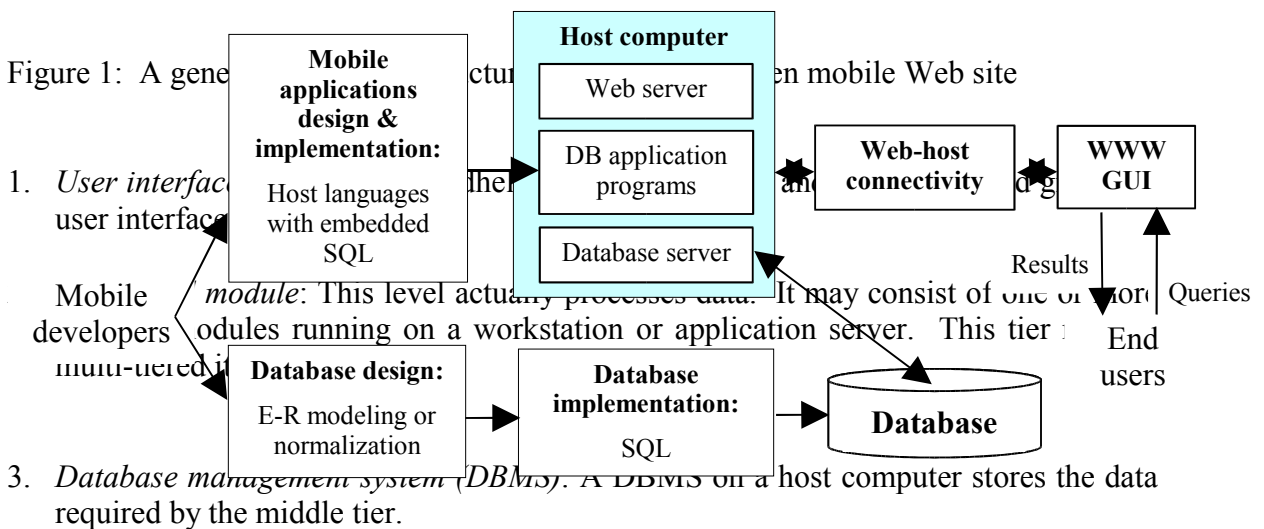 Figure 1: A gene
en mobile Web site
Mobile
applications
design &
implementation:
Host languages
with embedded
SQL
Host computer
Web server
DB application
programs
Database server
Web-host
connectivity
WWW
GUI
Results
Queries
End
users
Mobile
developers
Database design:
E-R modeling or
normalization
Database
implementation:
SQL
Database
1. User interface
user interface
module: This level actually processes data. It may consist of one or more
modules running on a workstation or application server. This tier
multi-tiered
3. Database management system (DBMS): A DBMS on a host computer stores the data
required by the middle tier.